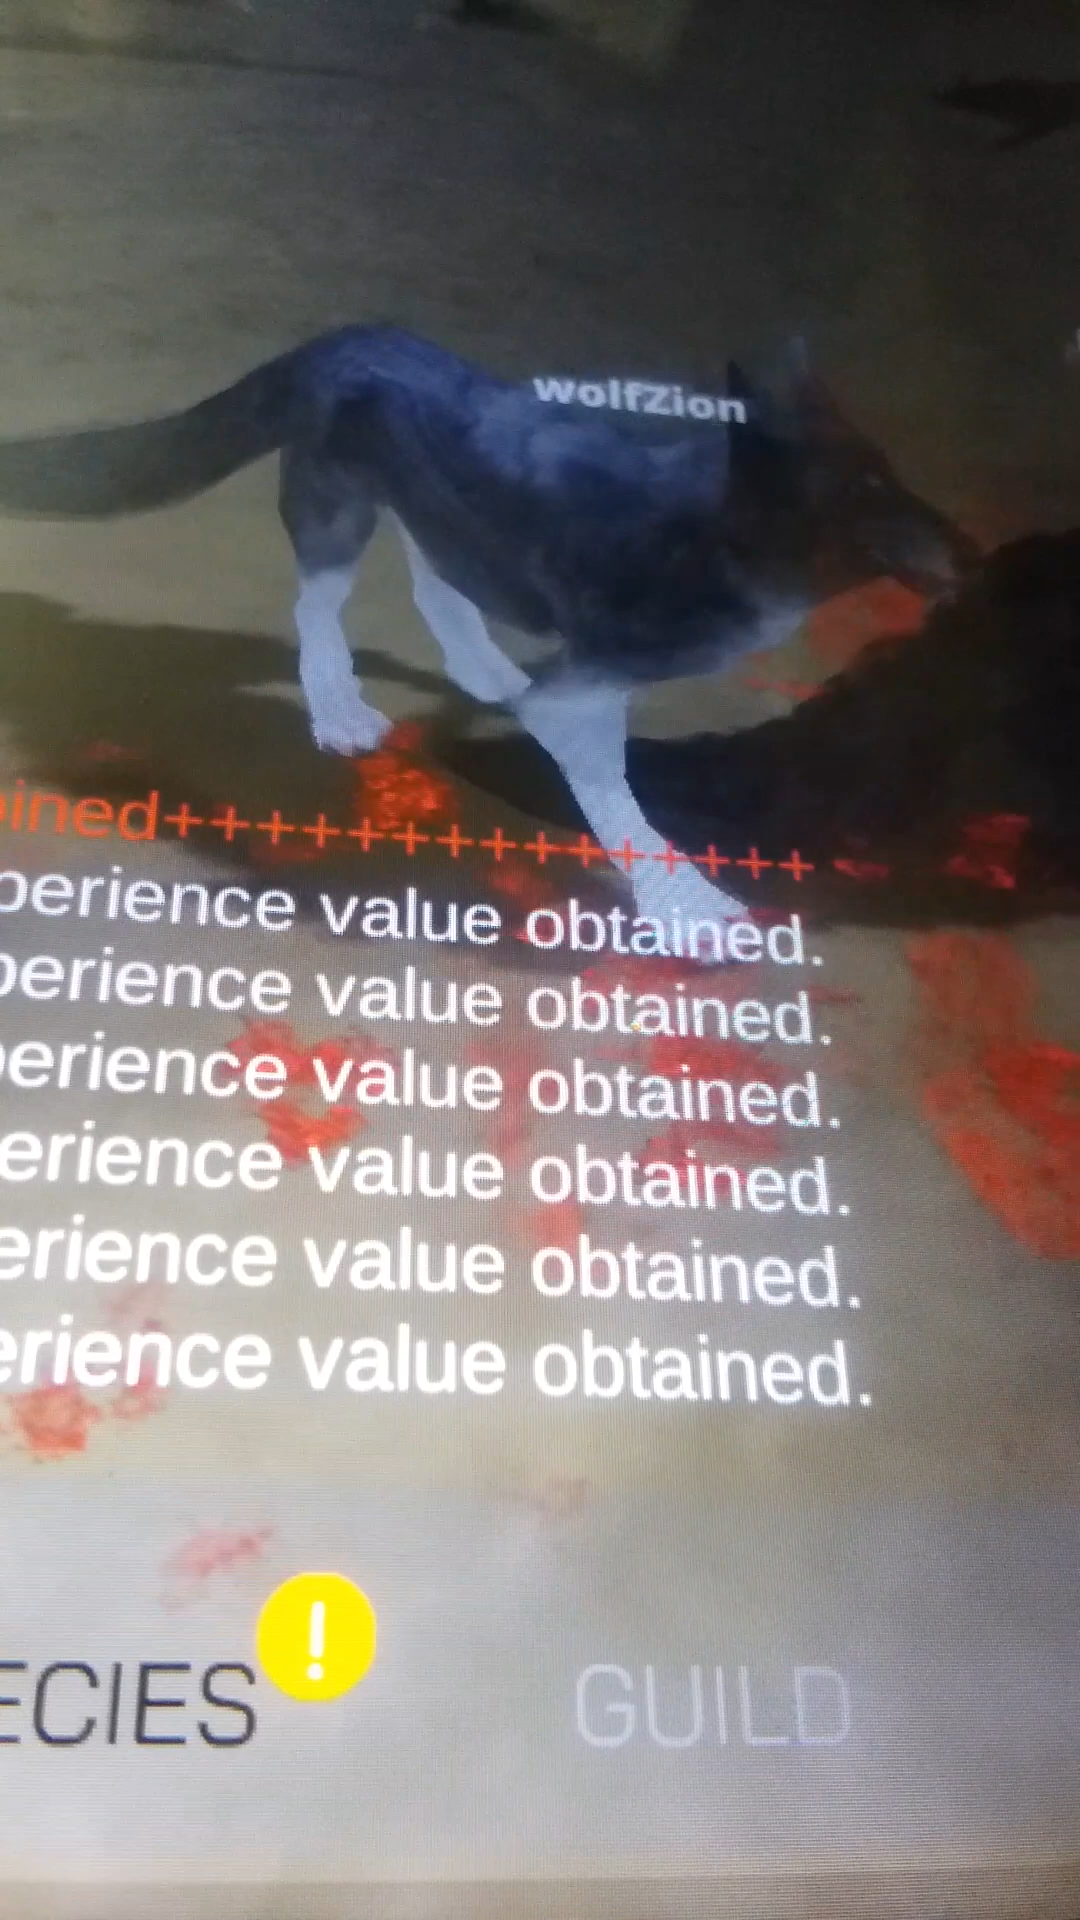 wolfZion
ined+++++++++++++++
perience value obtained.
perience value obtained.
perience value obtained.
erience value obtained.
erience value obtained.
erience value obtained.
!
ECIES
GUILD